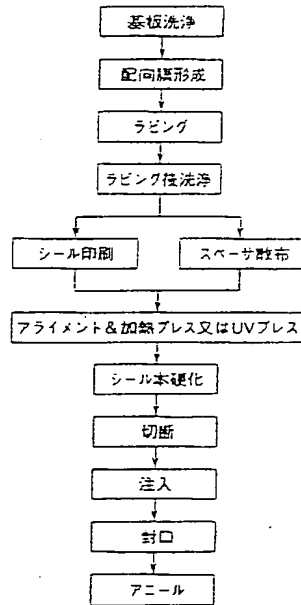 基板洗浄
配向膜形成
ラビング
ラビング後洗浄
シール印刷
スペーサ散布
アライメント&加熱プレス又はUVプレス
シール本硬化
切断
注入
封口
アニール